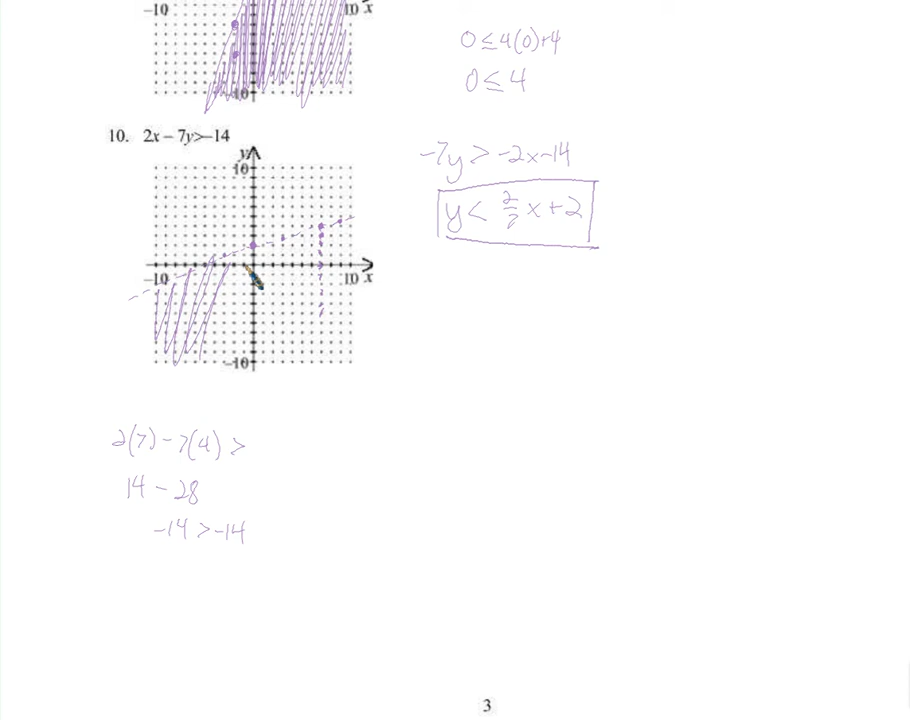 -10 10 x
-10
0 ≤ 4(0)+4
0 ≤ 4
10. 2x – 7y>–14
y
10
-10 10 x
-10
-7y > -2x-14
y < 2/7 x + 2
2(7) - 7(4) >
14 - 28
-14 > -14
3